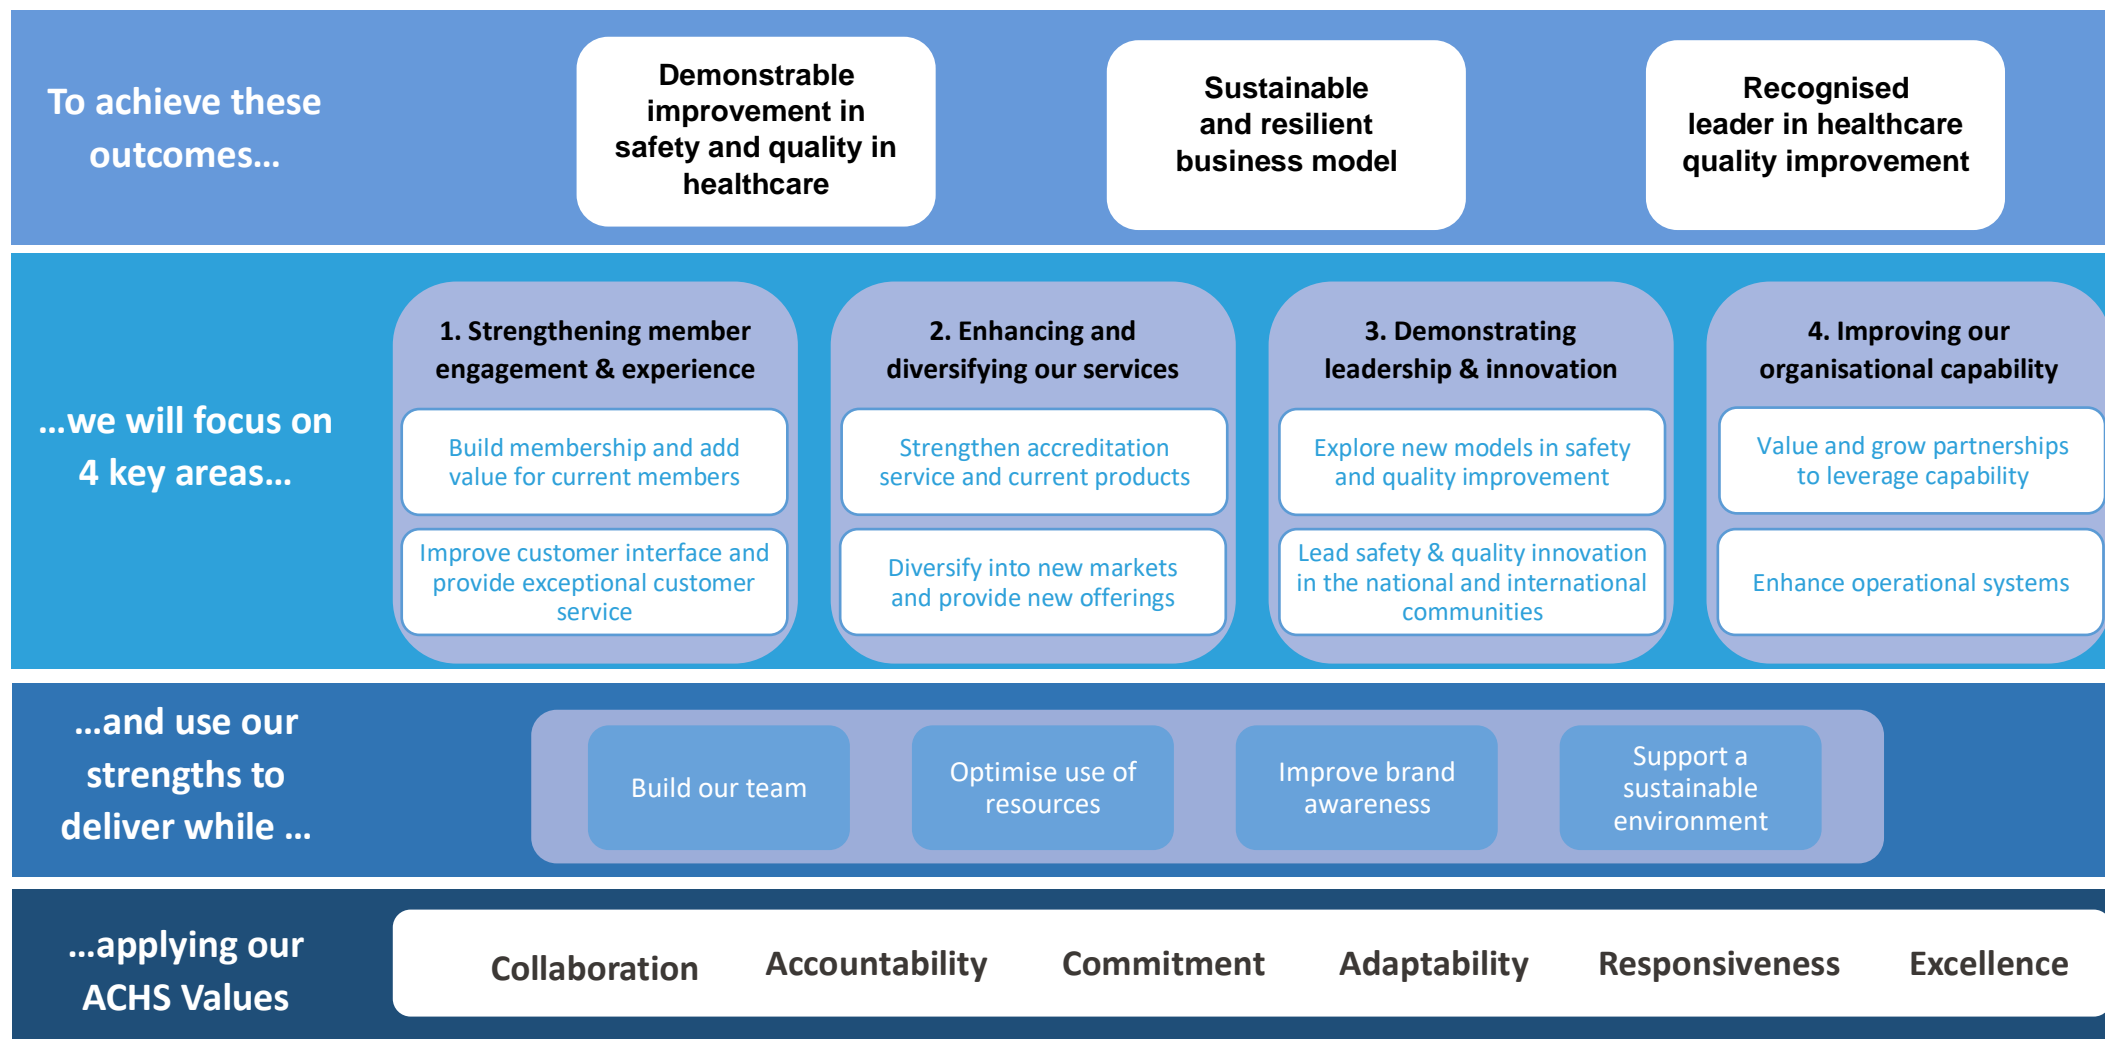 To achieve these
outcomes…
Demonstrable
improvement in
safety and quality in
healthcare
Sustainable
and resilient
business model
Recognised
leader in healthcare
quality improvement
…we will focus on
4 key areas…
1. Strengthening member
engagement & experience
Build membership and add
value for current members
Improve customer interface and
provide exceptional customer
service
2. Enhancing and
diversifying our services
Strengthen accreditation
service and current products
Diversify into new markets
and provide new offerings
3. Demonstrating
leadership & innovation
Explore new models in safety
and quality improvement
Lead safety & quality innovation
in the national and international
communities
4. Improving our
organisational capability
Value and grow partnerships
to leverage capability
Enhance operational systems
…and use our
strengths to
deliver while …
Build our team
Optimise use of
resources
Improve brand
awareness
Support a
sustainable
environment
…applying our
ACHS Values
Collaboration
Accountability
Commitment
Adaptability
Responsiveness
Excellence